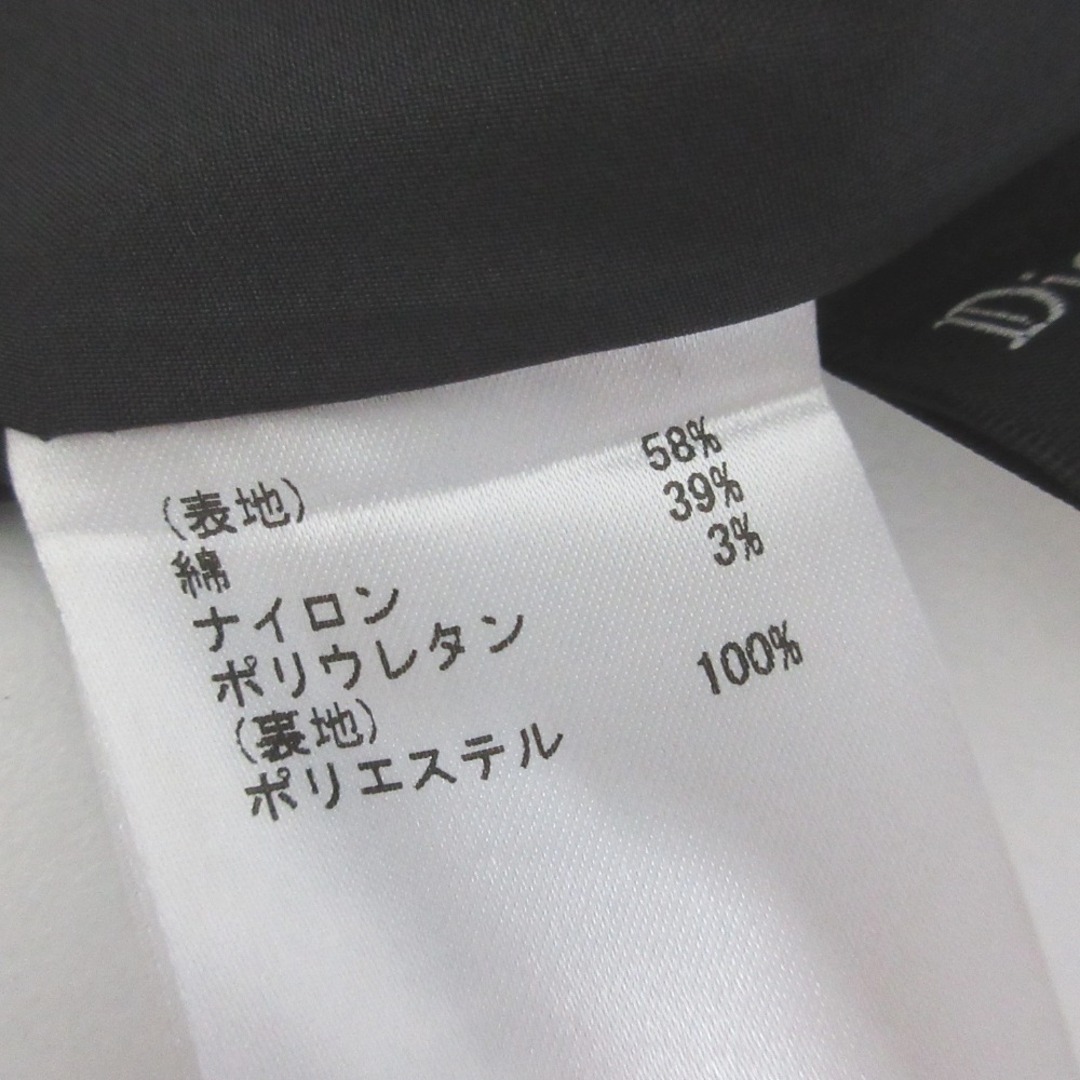 (表地)
綿 58%
ナイロン 39%
ポリウレタン 3%
(裏地)
ポリエステル 100%